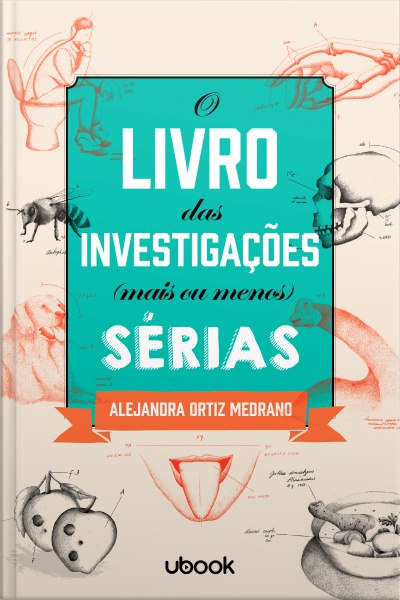 O
LIVRO
das
INVESTIGAÇÕES
(mais ou menos)
SÉRIAS
ALEJANDRA ORTIZ MEDRANO
ubook